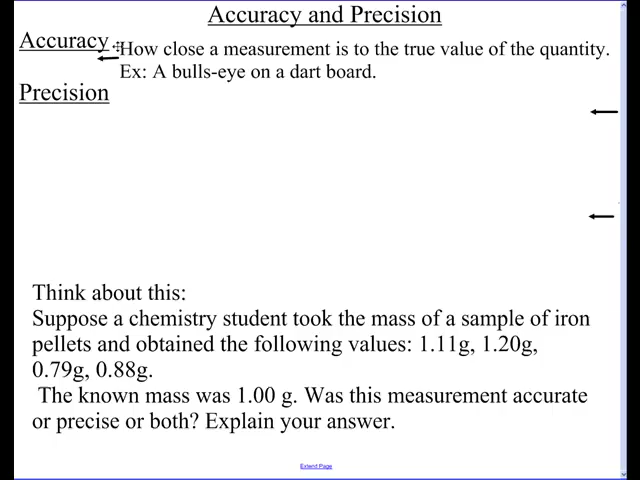 Accuracy and Precision
Accuracy How close a measurement is to the true value of the quantity.
Ex: A bulls-eye on a dart board.
Precision
Think about this:
Suppose a chemistry student took the mass of a sample of iron
pellets and obtained the following values: 1.11g, 1.20g,
0.79g, 0.88g.
The known mass was 1.00 g. Was this measurement accurate
or precise or both? Explain your answer.
Extend Page